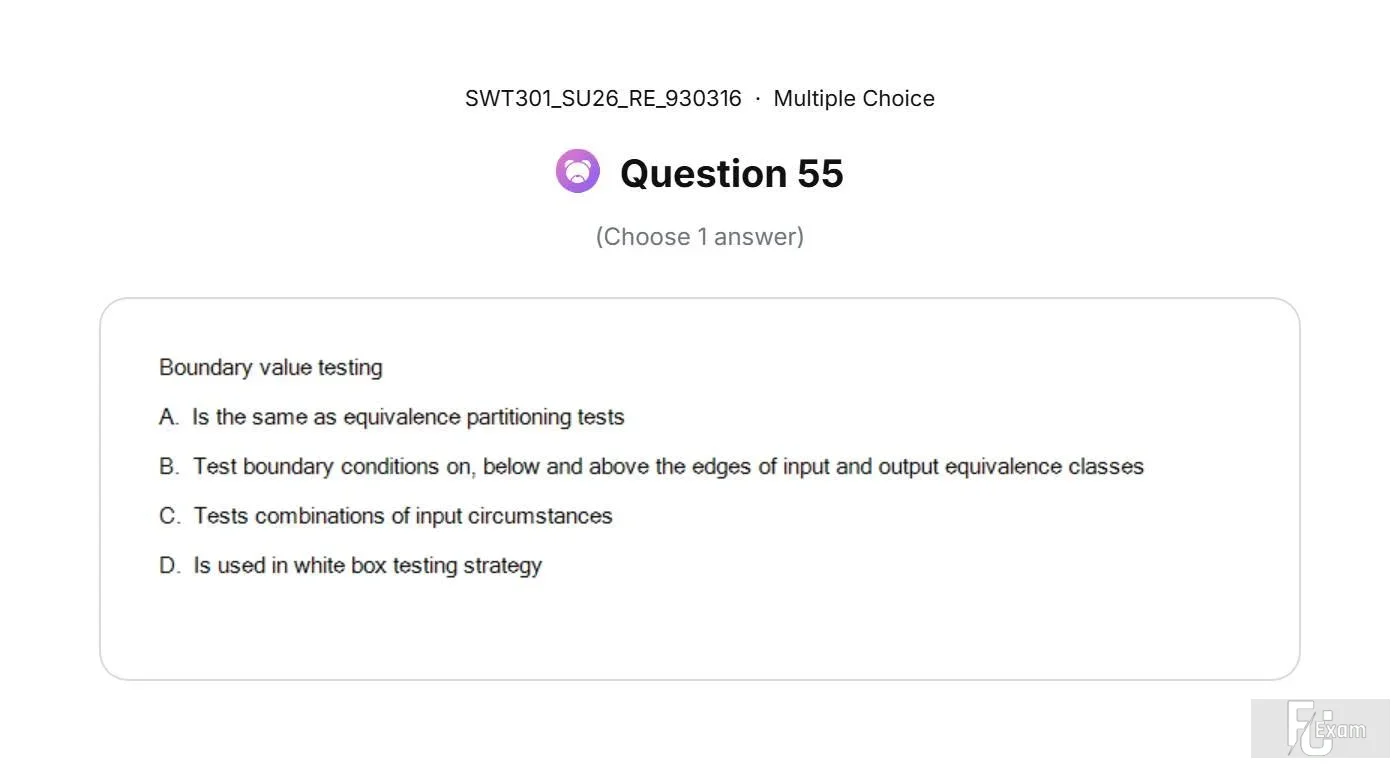 SWT301_SU26_RE_930316 · Multiple Choice
Question 55
(Choose 1 answer)
Boundary value testing
A. Is the same as equivalence partitioning tests
B. Test boundary conditions on, below and above the edges of input and output equivalence classes
C. Tests combinations of input circumstances
D. Is used in white box testing strategy
FU Exam